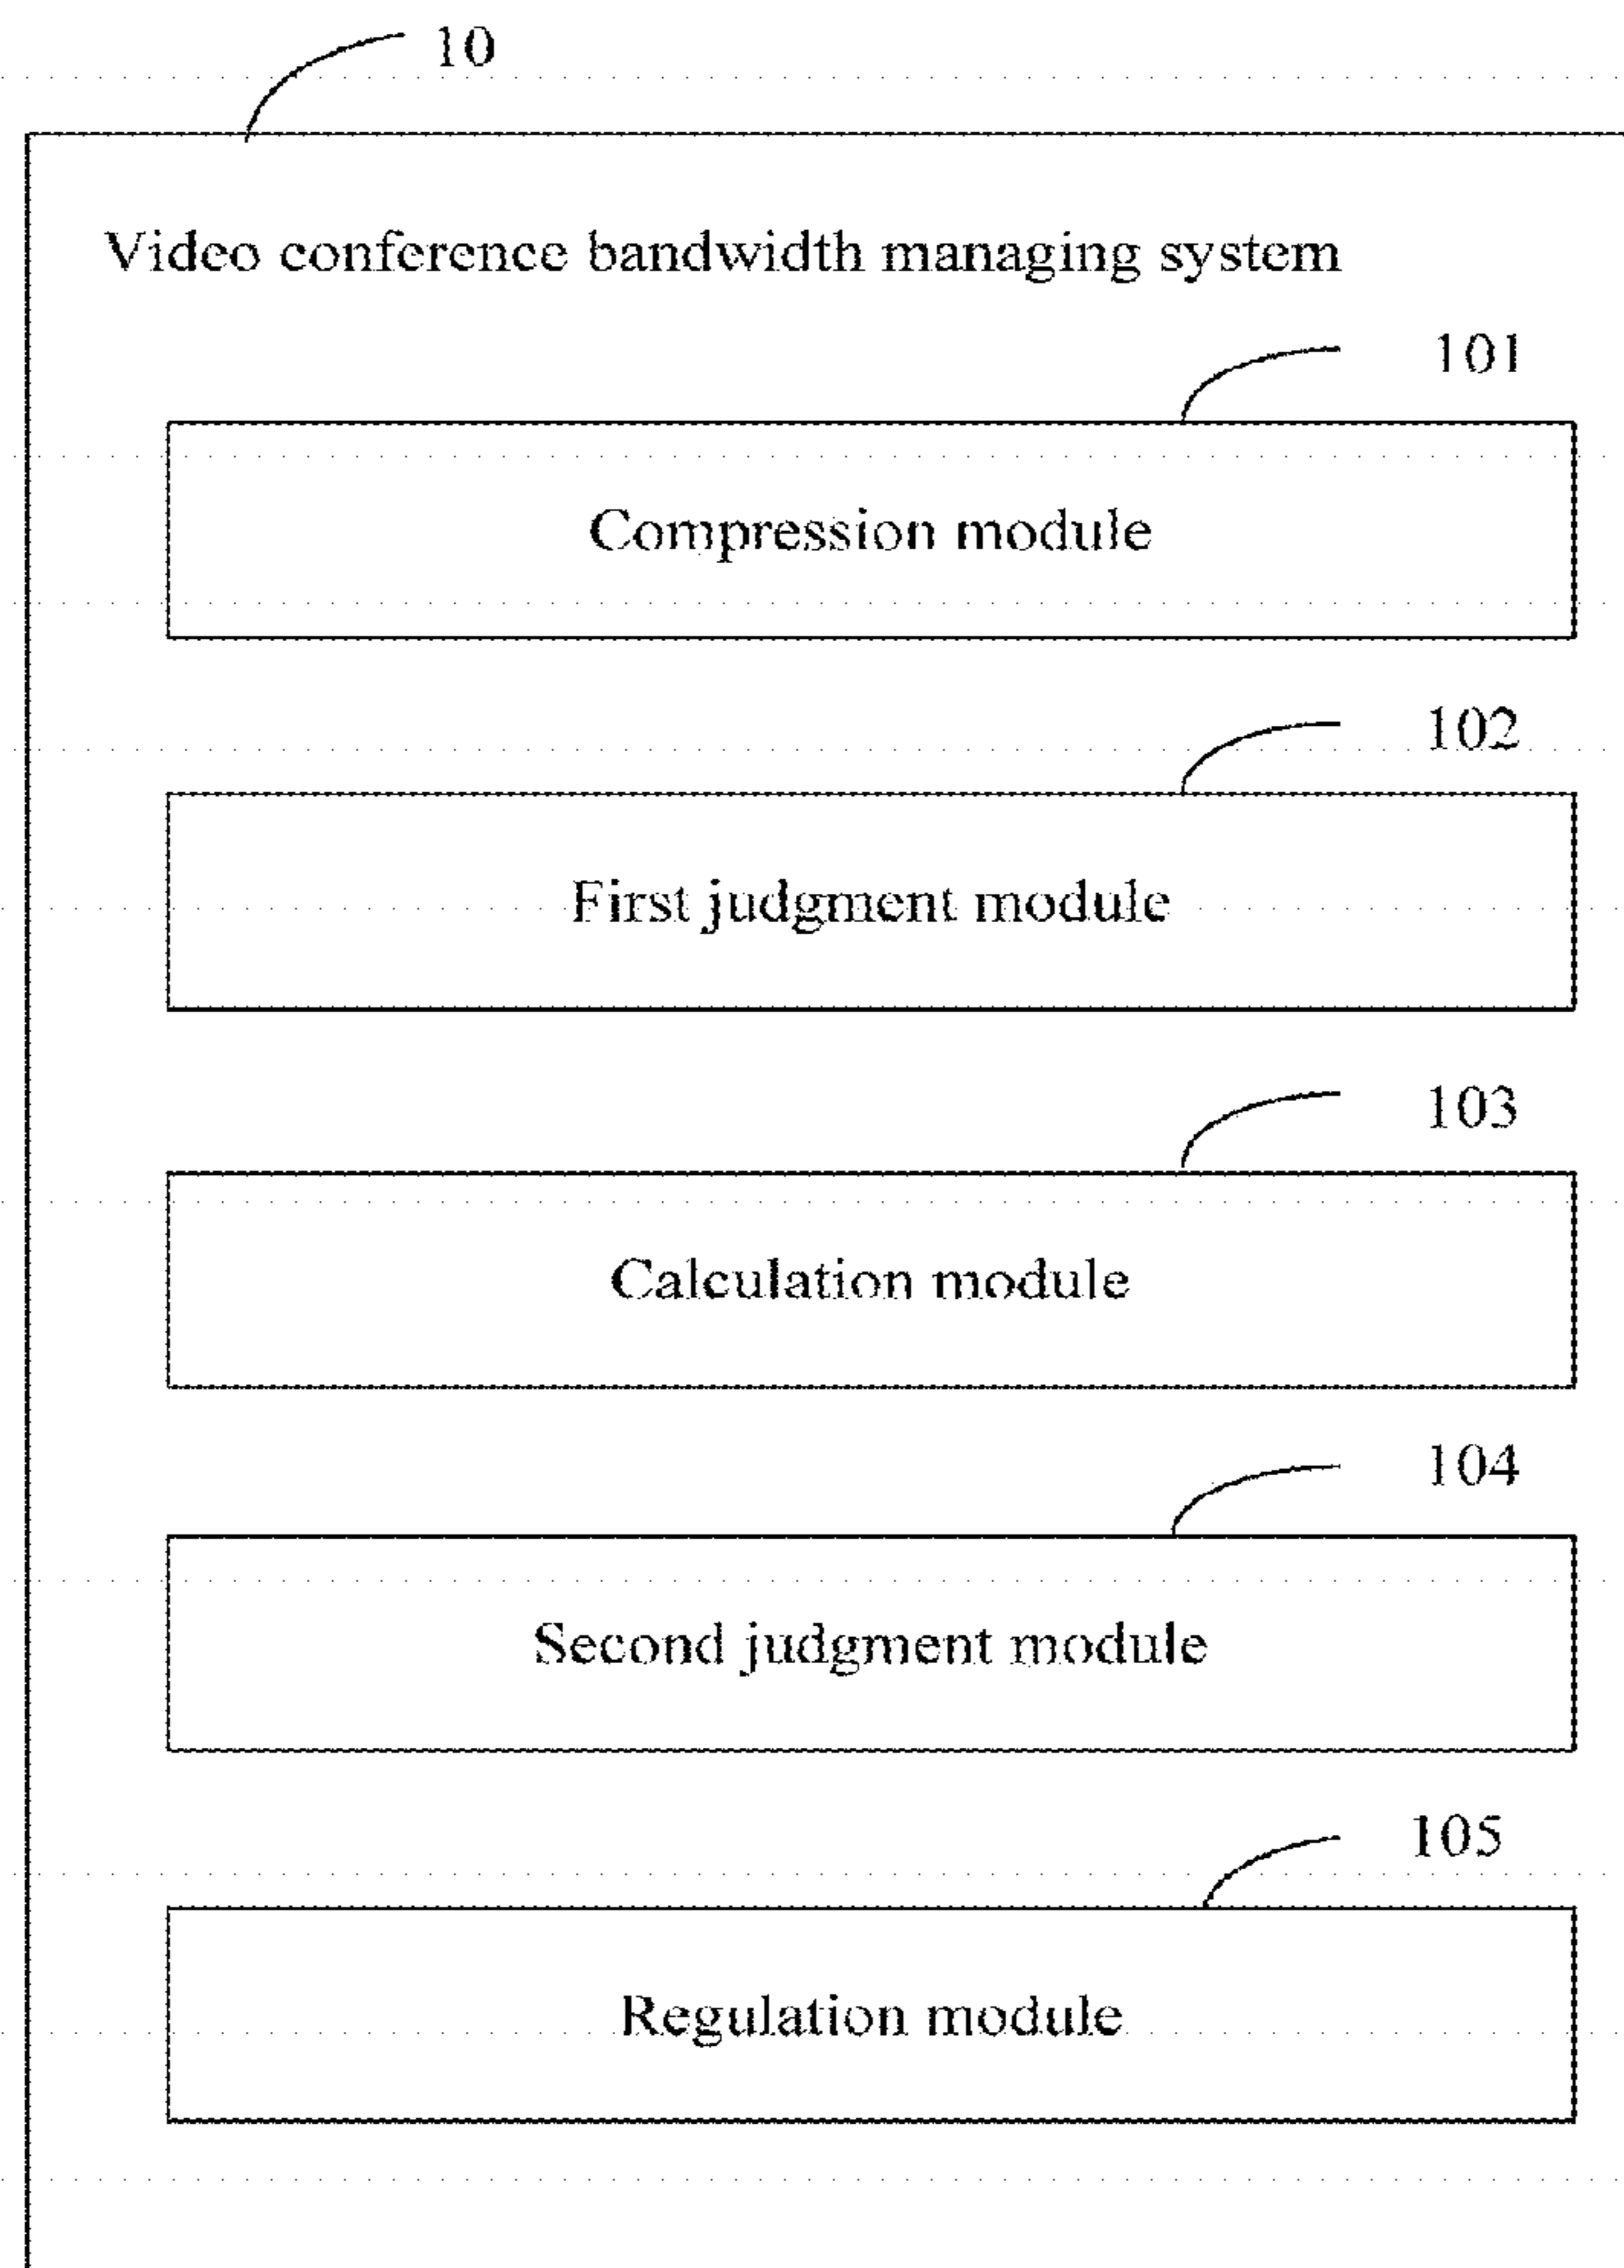 10
Video conference bandwidth managing system
101
Compression module
102
First judgment module
103
Calculation module
104
Second judgment module
105
Regulation module